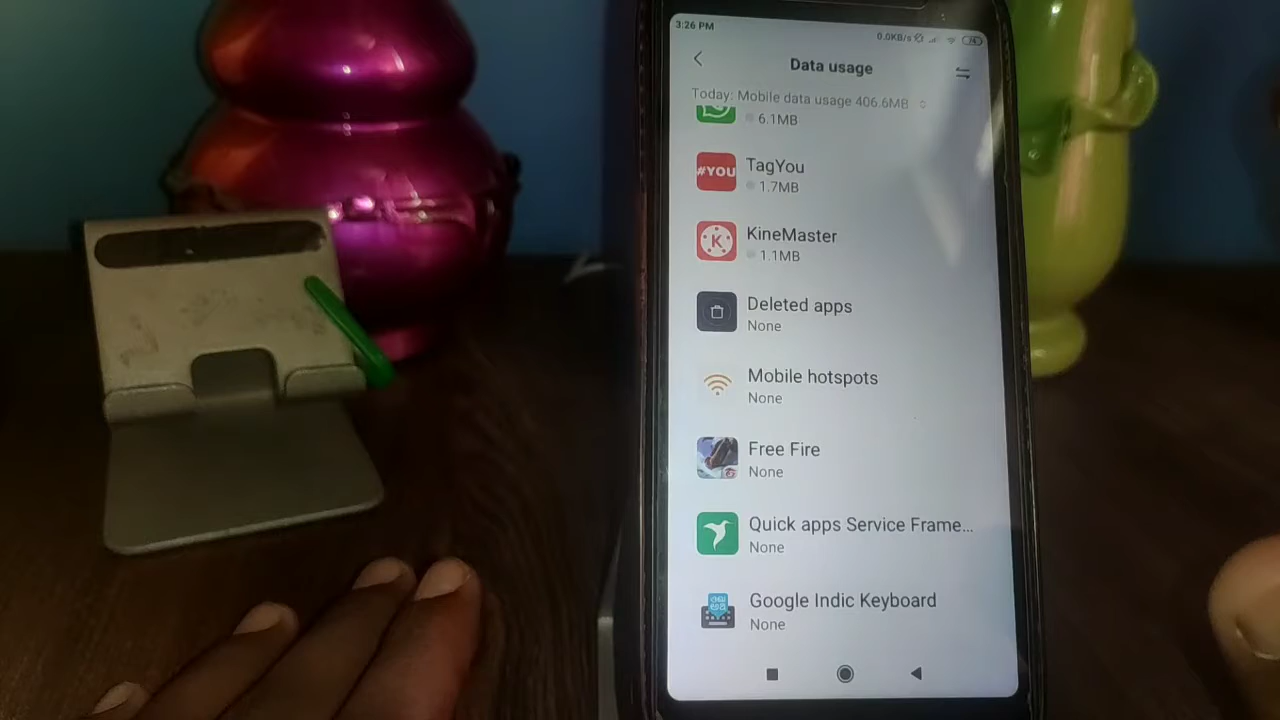 3:26 PM
0.0KB/s
Data usage
Today: Mobile data usage 406.6MB
6.1MB
#YOU
TagYou
1.7MB
K
KineMaster
1.1MB
Deleted apps
None
Mobile hotspots
None
Free Fire
None
Quick apps Service Frame...
None
Google Indic Keyboard
None